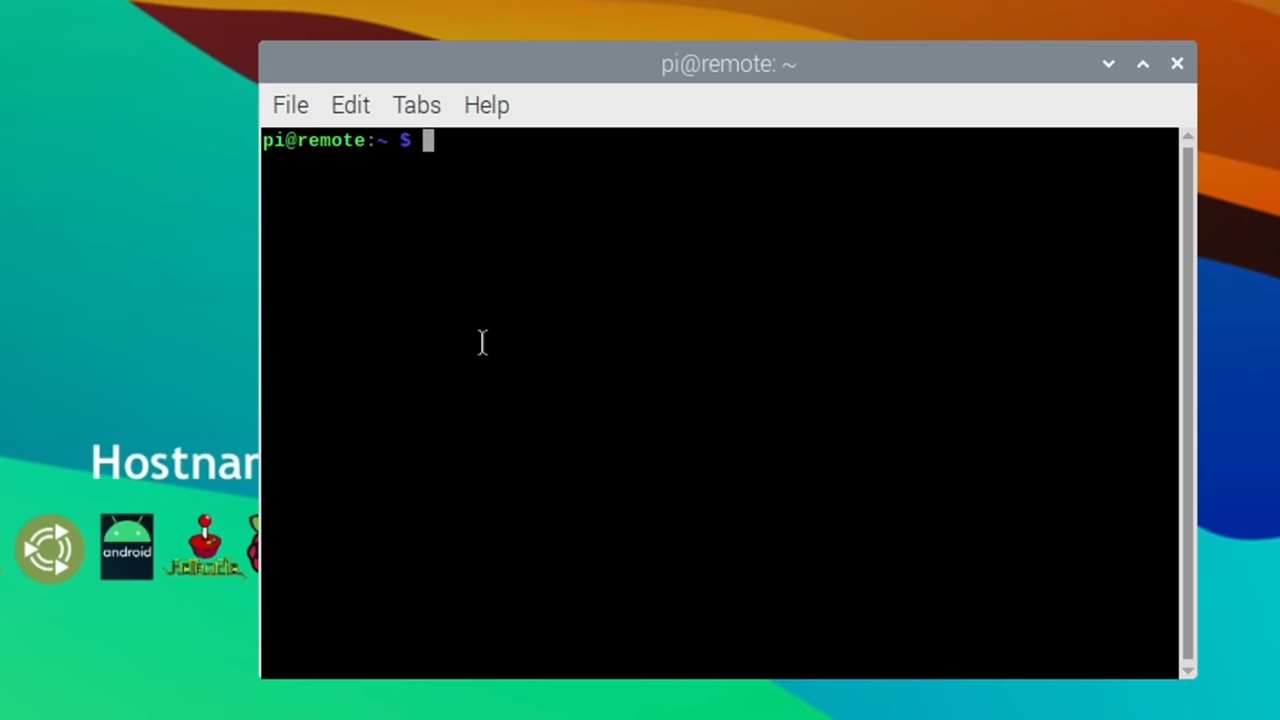 pi@remote: ~
File Edit Tabs Help
pi@remote:~ $
Hostnar
android